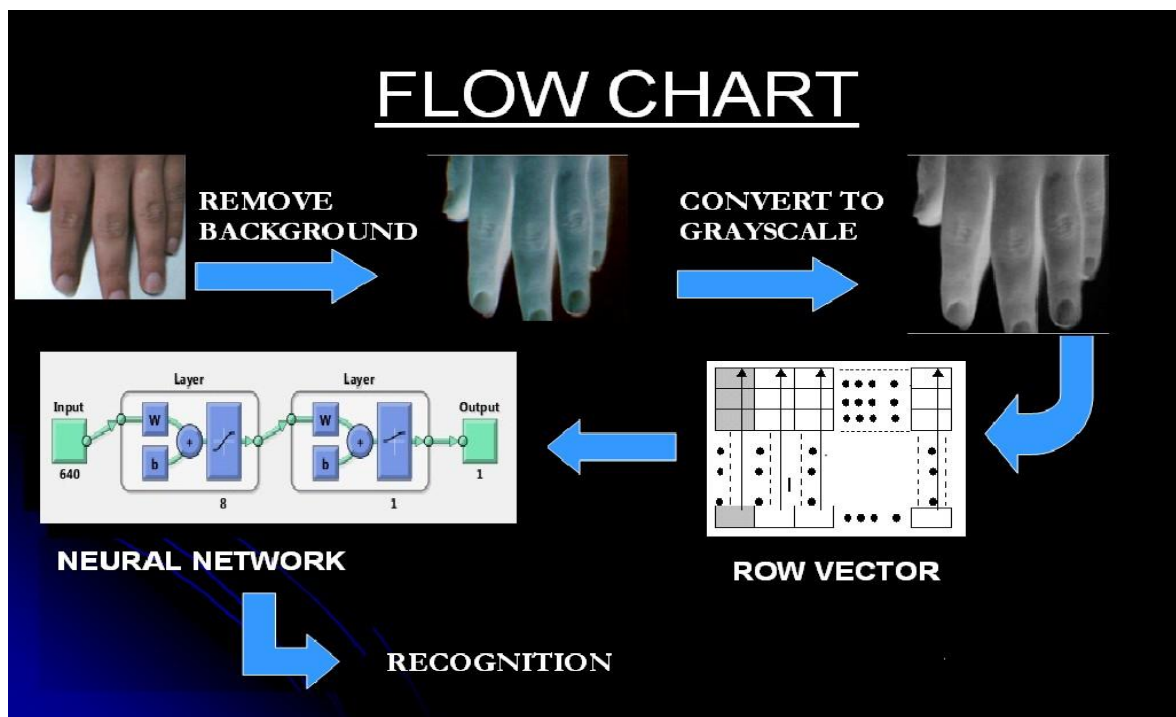 FLOW CHART
REMOVE
BACKGROUND
CONVERT TO
GRAYSCALE
Layer
Layer
Input
Output
W
W
+
+
b
b
640
1
8
1
NEURAL NETWORK
ROW VECTOR
RECOGNITION